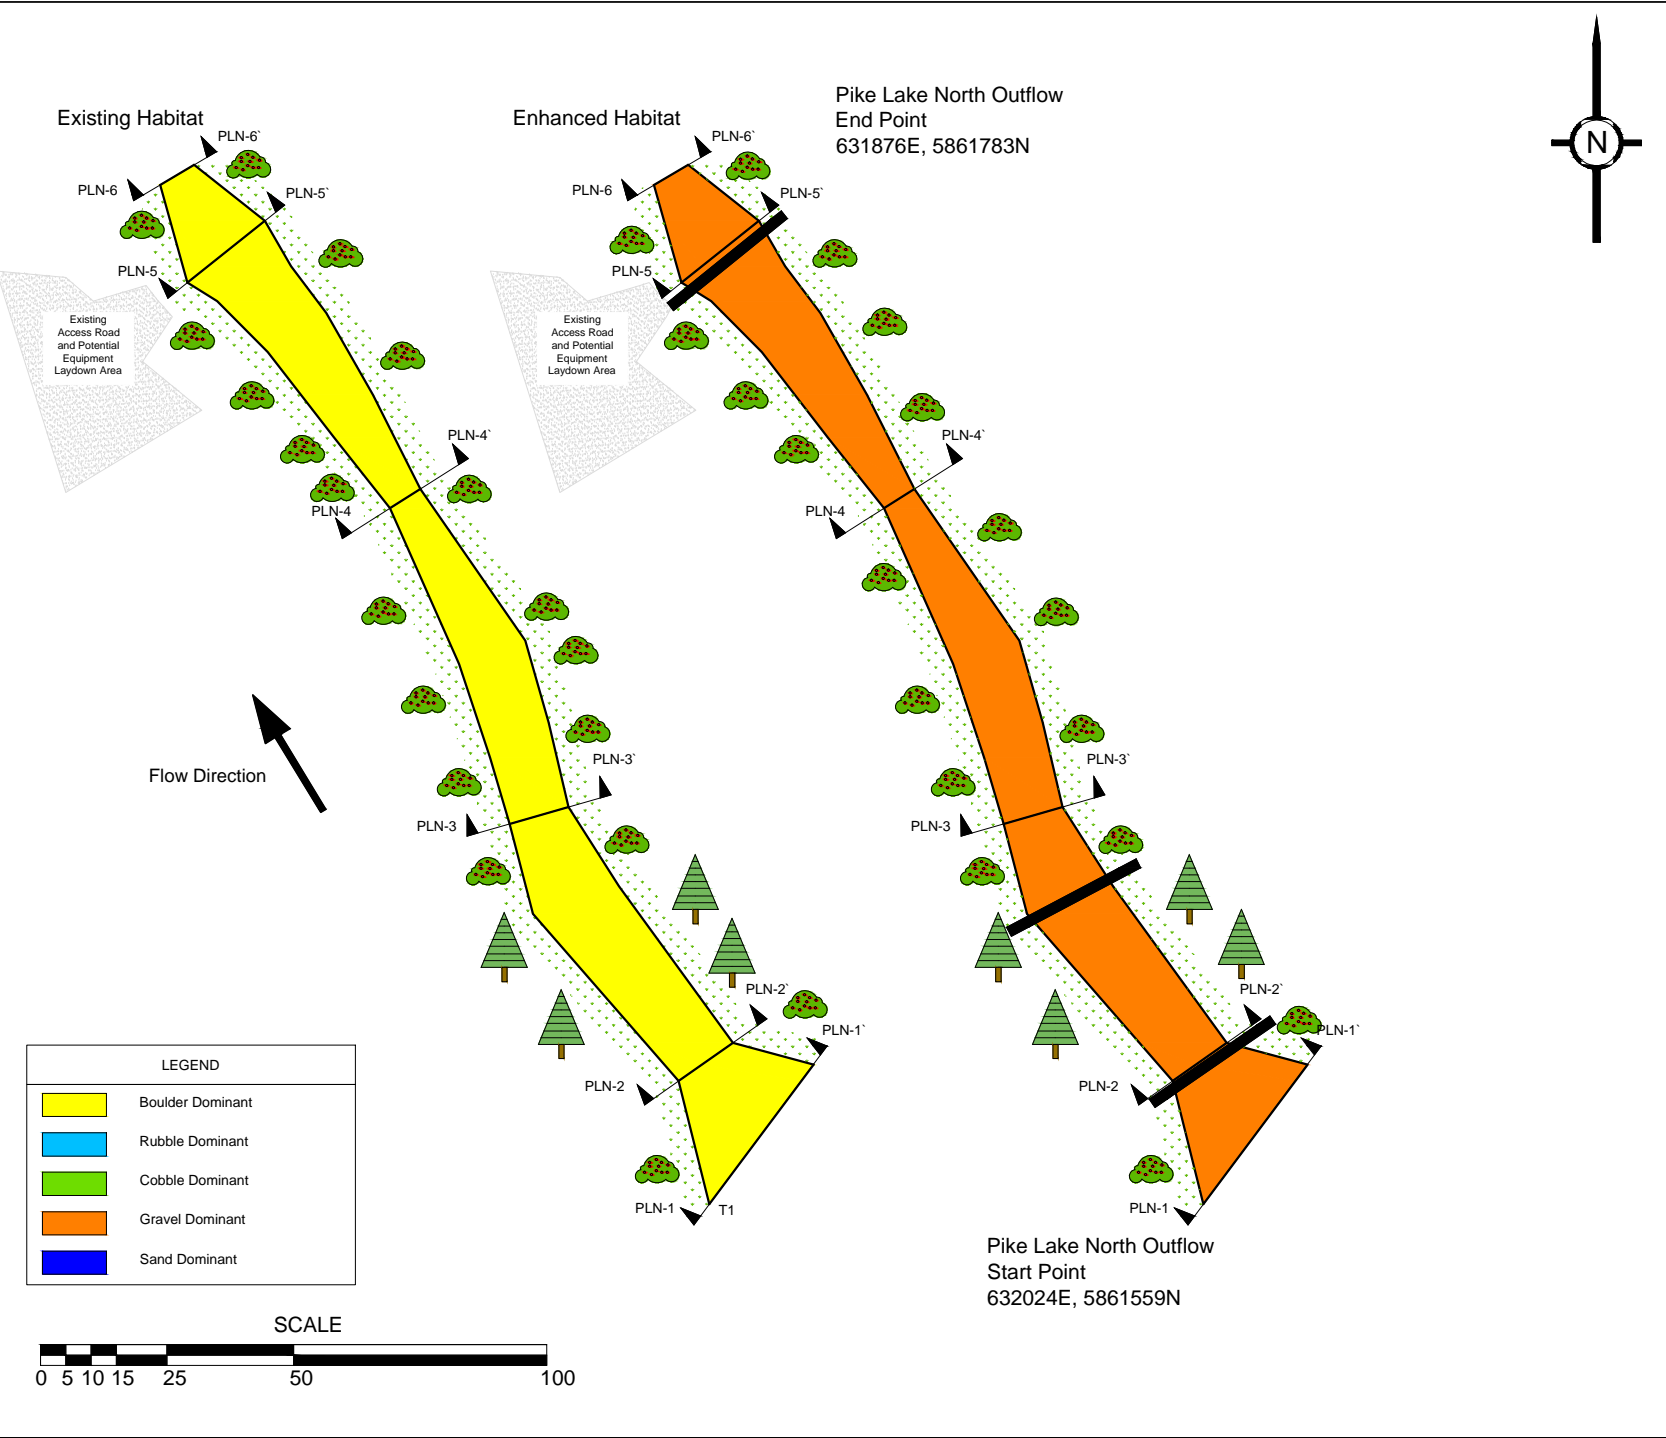 Pike Lake North Outflow
End Point
631876E, 5861783N
N
Existing Habitat
PLN-6`
PLN-6
PLN-5`
PLN-5
Existing
Access Road
and Potential
Equipment
Laydown Area
PLN-4`
PLN-4
Flow Direction
PLN-3`
PLN-3
PLN-2`
PLN-1`
PLN-2
PLN-1
T1
Enhanced Habitat
PLN-6`
PLN-6
PLN-5`
PLN-5
Existing
Access Road
and Potential
Equipment
Laydown Area
PLN-4`
PLN-4
PLN-3`
PLN-3
PLN-2`
PLN-1`
PLN-2
PLN-1
Pike Lake North Outflow
Start Point
632024E, 5861559N
LEGEND
Boulder Dominant
Rubble Dominant
Cobble Dominant
Gravel Dominant
Sand Dominant
SCALE
0 5 10 15 25 50 100